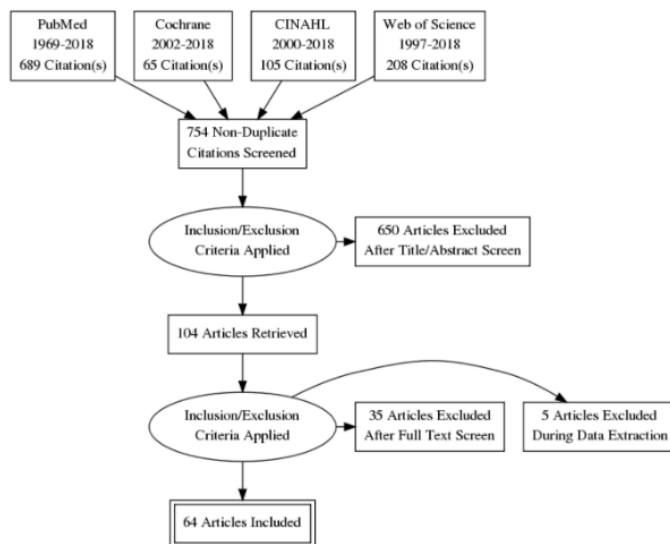 PubMed
1969-2018
689 Citation(s)
Cochrane
2002-2018
65 Citation(s)
CINAHL
2000-2018
105 Citation(s)
Web of Science
1997-2018
208 Citation(s)
754 Non-Duplicate
Citations Screened
Inclusion/Exclusion
Criteria Applied
650 Articles Excluded
After Title/Abstract Screen
104 Articles Retrieved
Inclusion/Exclusion
Criteria Applied
35 Articles Excluded
After Full Text Screen
5 Articles Excluded
During Data Extraction
64 Articles Included